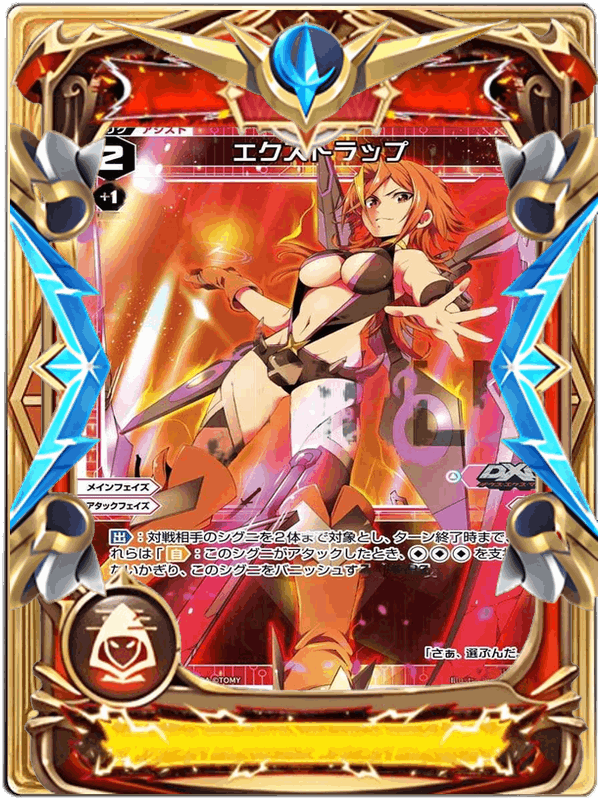 アシスト
2
エクストラップ
+1
メインフェイズ
アタックフェイズ
DX
出：対戦相手のシグニを２体まで対象とし、ターン終了時まで、
れらは「自：このシグニがアタックしたとき、◆◆◆を支
ないかぎり、このシグニをバニッシュす
「さぁ、選ぶんだ
©TOMY